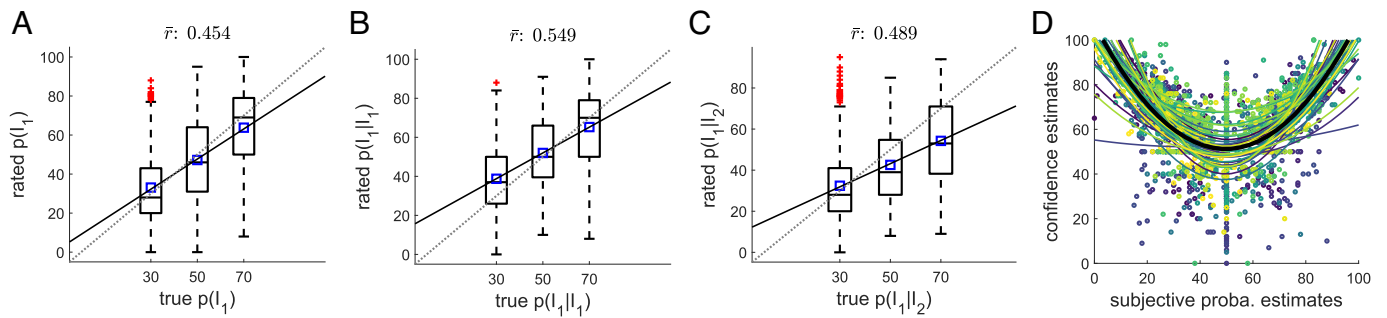 A
r̄: 0.454
rated p(I₁)
100
80
60
40
20
0
30 50 70
true p(I₁)
B
r̄: 0.549
rated p(I₁|I₁)
100
80
60
40
20
0
30 50 70
true p(I₁|I₁)
C
r̄: 0.489
rated p(I₁|I₂)
80
60
40
20
0
30 50 70
true p(I₁|I₂)
D
confidence estimates
100
80
60
40
20
0
0 20 40 60 80 100
subjective proba. estimates